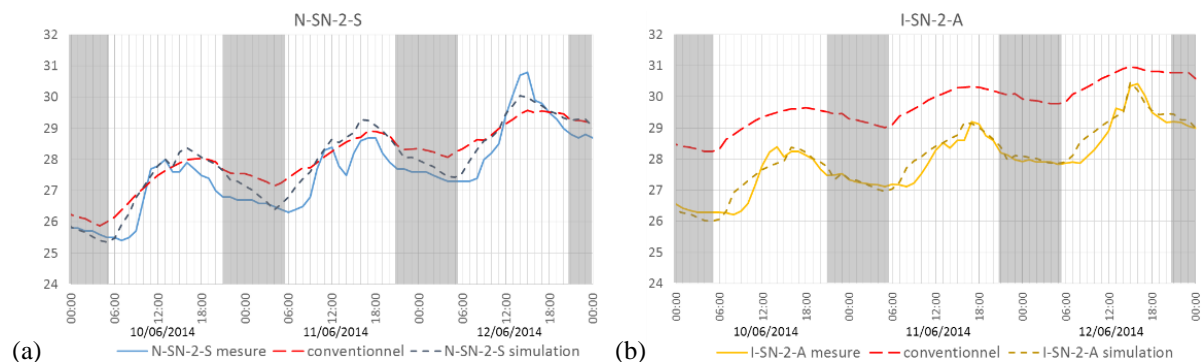 N-SN-2-S
32
31
30
29
28
27
26
25
24
00:00 06:00 12:00 18:00 00:00 06:00 12:00 18:00 00:00 06:00 12:00 18:00 00:00
10/06/2014 11/06/2014 12/06/2014
(a) N-SN-2-S mesure conventionnel N-SN-2-S simulation
I-SN-2-A
32
31
30
29
28
27
26
25
24
00:00 06:00 12:00 18:00 00:00 06:00 12:00 18:00 00:00 06:00 12:00 18:00 00:00
10/06/2014 11/06/2014 12/06/2014
(b) I-SN-2-A mesure conventionnel I-SN-2-A simulation